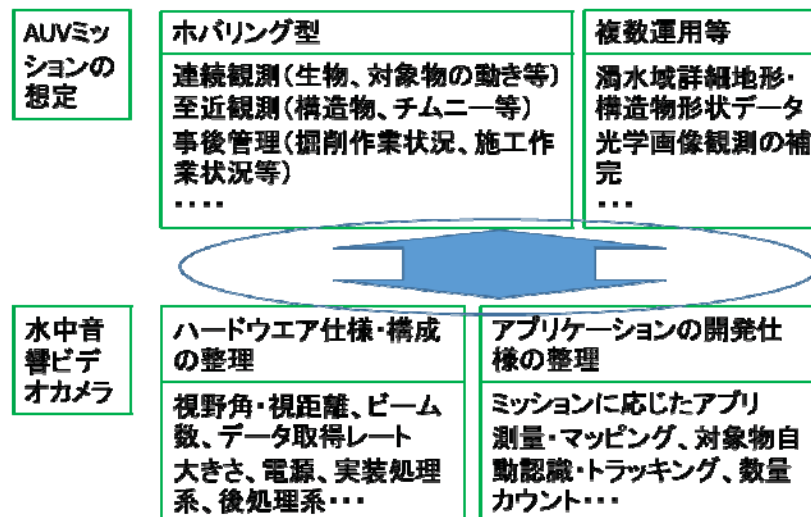 AUVミッ
ションの
想定
ホバリング型
連続観測(生物、対象物の動き等)
至近観測(構造物、チムニー等)
事後管理(掘削作業状況、施工作
業状況等)
・・・・
複数運用等
濁水域詳細地形・
構造物形状データ
光学画像観測の補
完
・・・
水中音
響ビデ
オカメラ
ハードウエア仕様・構成
の整理
視野角・視距離、ビーム
数、データ取得レート
大きさ、電源、実装処理
系、後処理系・・・
アプリケーションの開発仕
様の整理
ミッションに応じたアプリ
測量・マッピング、対象物自
動認識・トラッキング、数量
カウント・・・